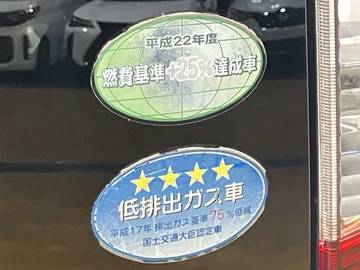 平成22年度
燃費基準+25%達成車
低排出ガス車
平成17年排出ガス基準75%低減
国土交通大臣認定車